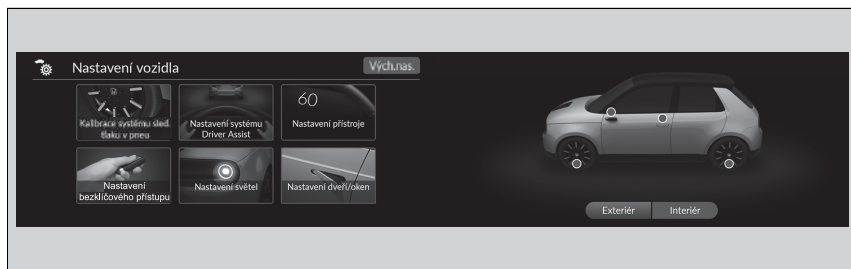 Nastavení vozidla
Vých.nas.
Kalibrace systému sled.
tlaku v pneu
Nastavení systému
Driver Assist
60
Nastavení přístroje
Nastavení
bezklíčového přístupu
Nastavení světel
Nastavení dveří/oken
Exteriér
Interiér